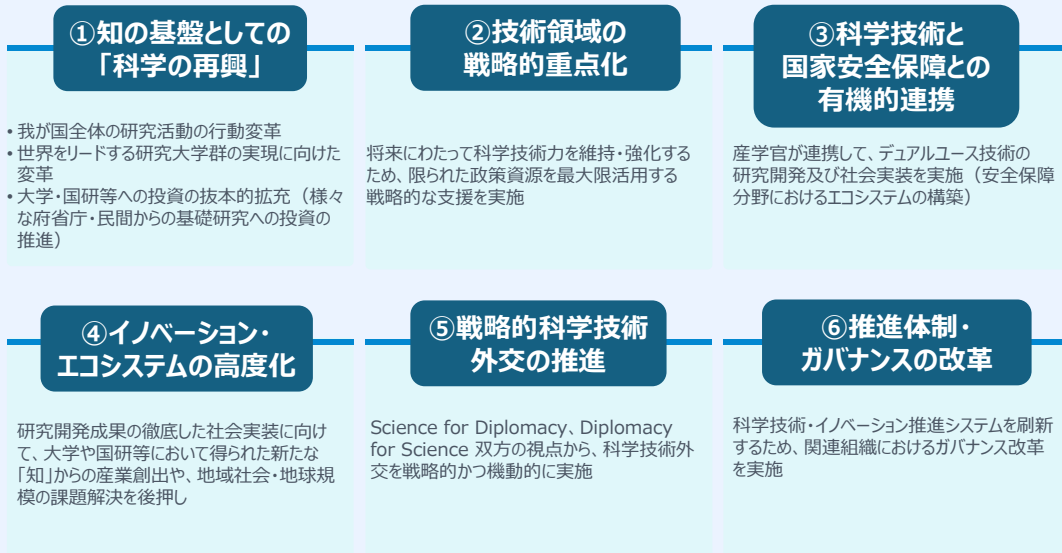 ①知の基盤としての
「科学の再興」
• 我が国全体の研究活動の行動変革
• 世界をリードする研究大学群の実現に向けた
変革
• 大学・国研等への投資の抜本的拡充（様々
な府省庁・民間からの基礎研究への投資の
推進）
②技術領域の
戦略的重点化
将来にわたって科学技術力を維持・強化する
ため、限られた政策資源を最大限活用する
戦略的な支援を実施
③科学技術と
国家安全保障との
有機的連携
産学官が連携して、デュアルユース技術の
研究開発及び社会実装を実施（安全保障
分野におけるエコシステムの構築）
④イノベーション・
エコシステムの高度化
研究開発成果の徹底した社会実装に向け
て、大学や国研等において得られた新たな
「知」からの産業創出や、地域社会・地球規
模の課題解決を後押し
⑤戦略的科学技術
外交の推進
Science for Diplomacy、Diplomacy
for Science 双方の視点から、科学技術外
交を戦略的かつ機動的に実施
⑥推進体制・
ガバナンスの改革
科学技術・イノベーション推進システムを刷新
するため、関連組織におけるガバナンス改革
を実施